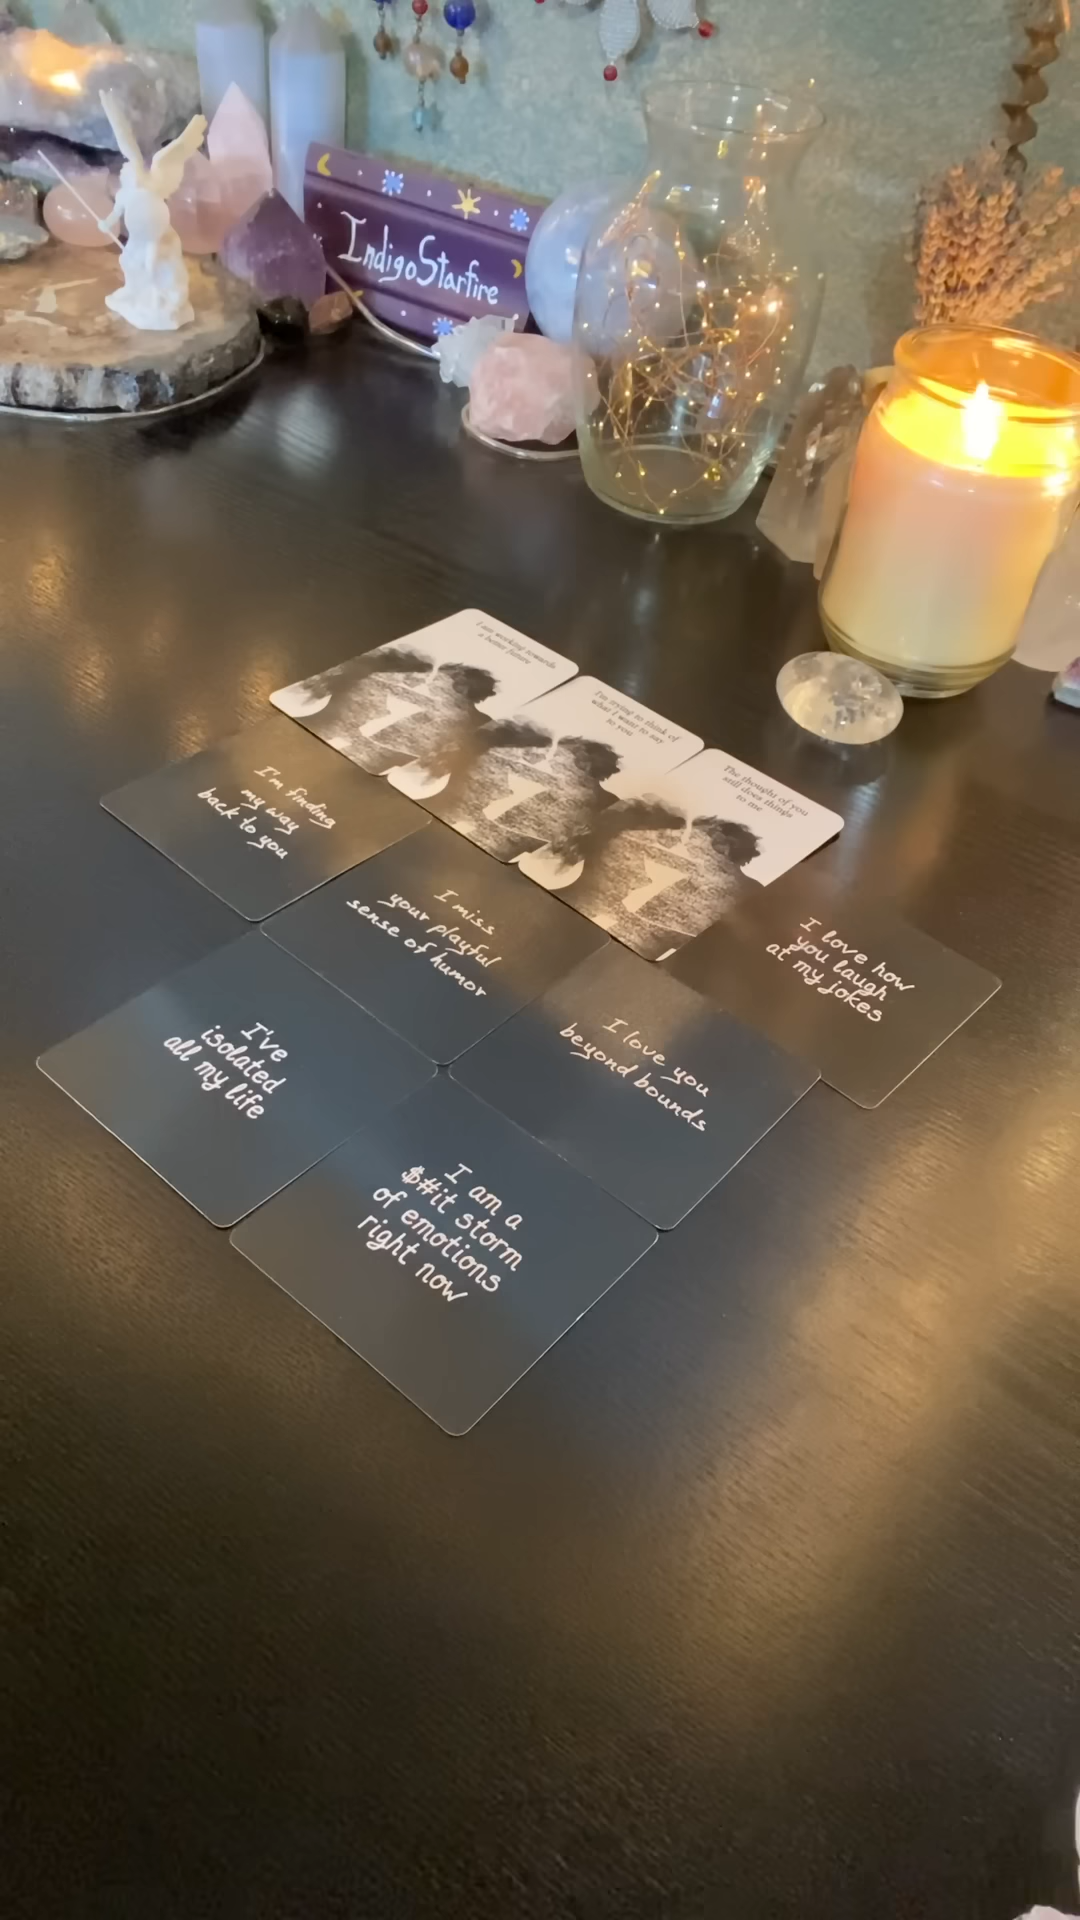 IndigoStarfire
I am working towards
a better future
I'm trying to think of
what I want to say
to you
The thought of you
still does things
to me
I'm finding
my way
back to you
I miss
your playful
sense of humor
I love how
you laugh
at my jokes
I've
isolated
all my life
I love you
beyond bounds
I am a
$#it storm
of emotions
right now